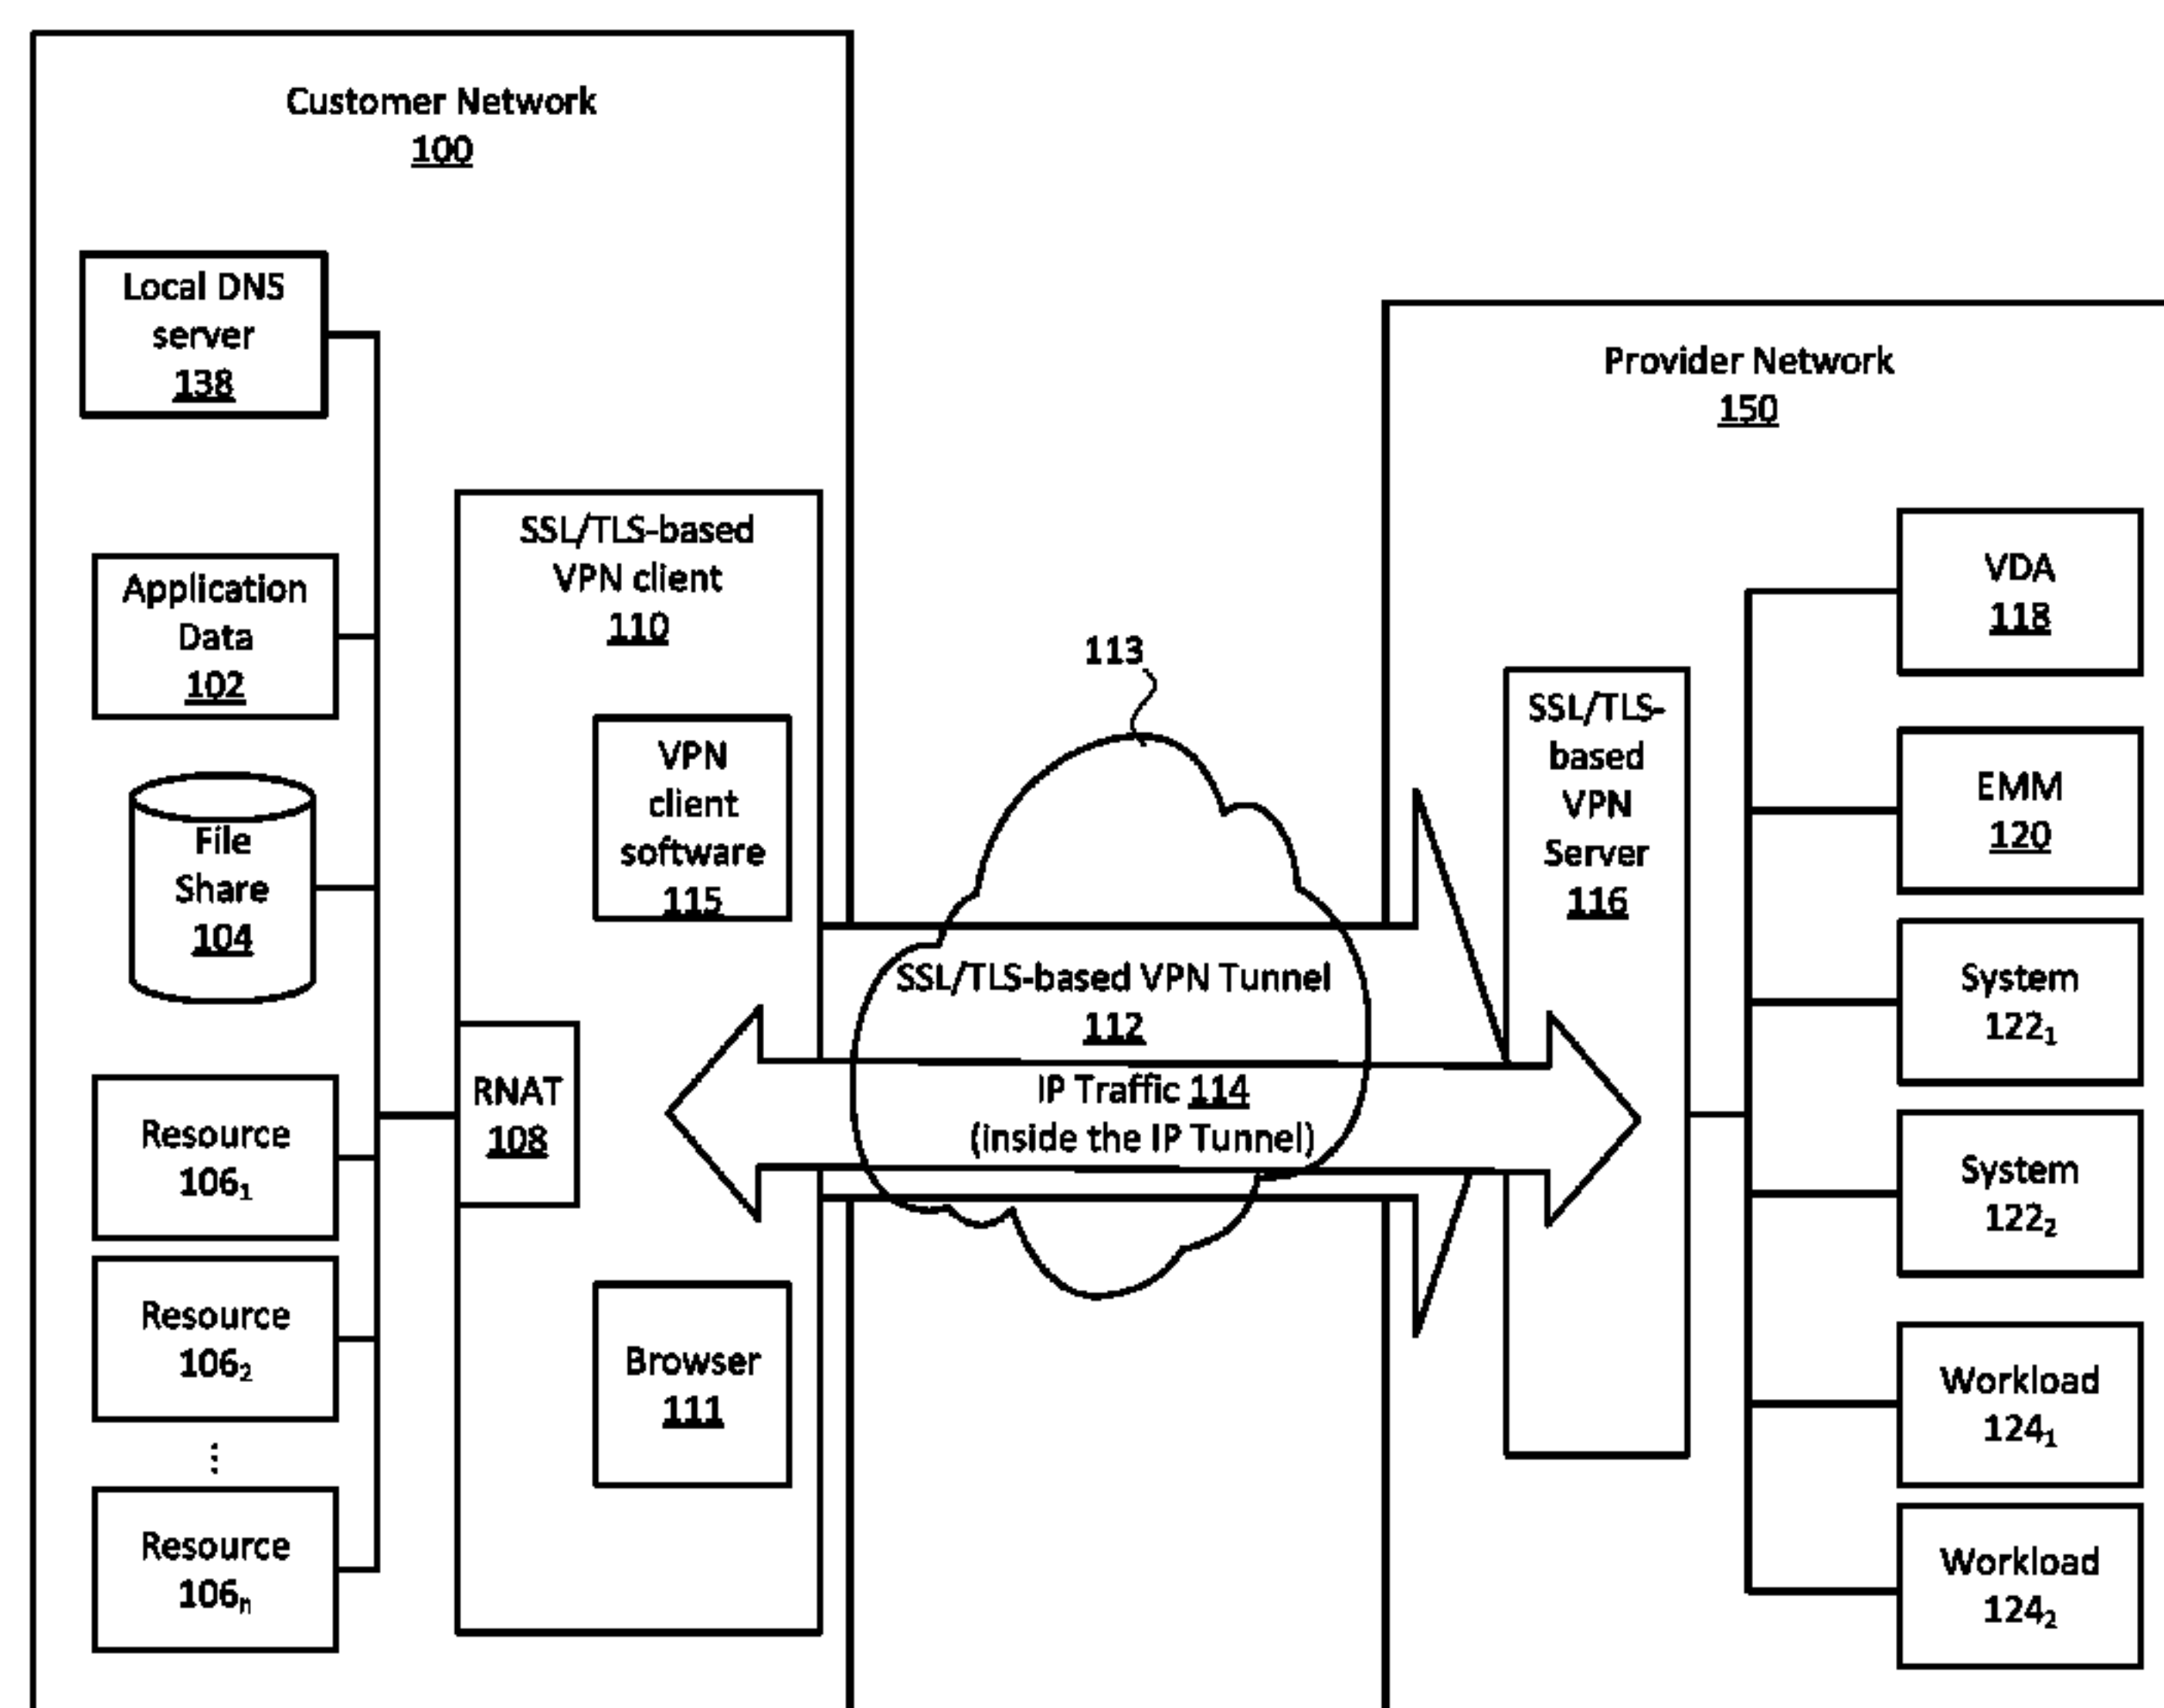 Customer Network
100
Local DNS
server
138
Application
Data
102
File
Share
104
Resource
106₁
Resource
106₂
⋮
Resource
106ₙ
SSL/TLS-based
VPN client
110
VPN
client
software
115
RNAT
108
Browser
111
113
SSL/TLS-based VPN Tunnel
112
IP Traffic 114
(inside the IP Tunnel)
Provider Network
150
SSL/TLS-
based
VPN
Server
116
VDA
118
EMM
120
System
122₁
System
122₂
Workload
124₁
Workload
124₂